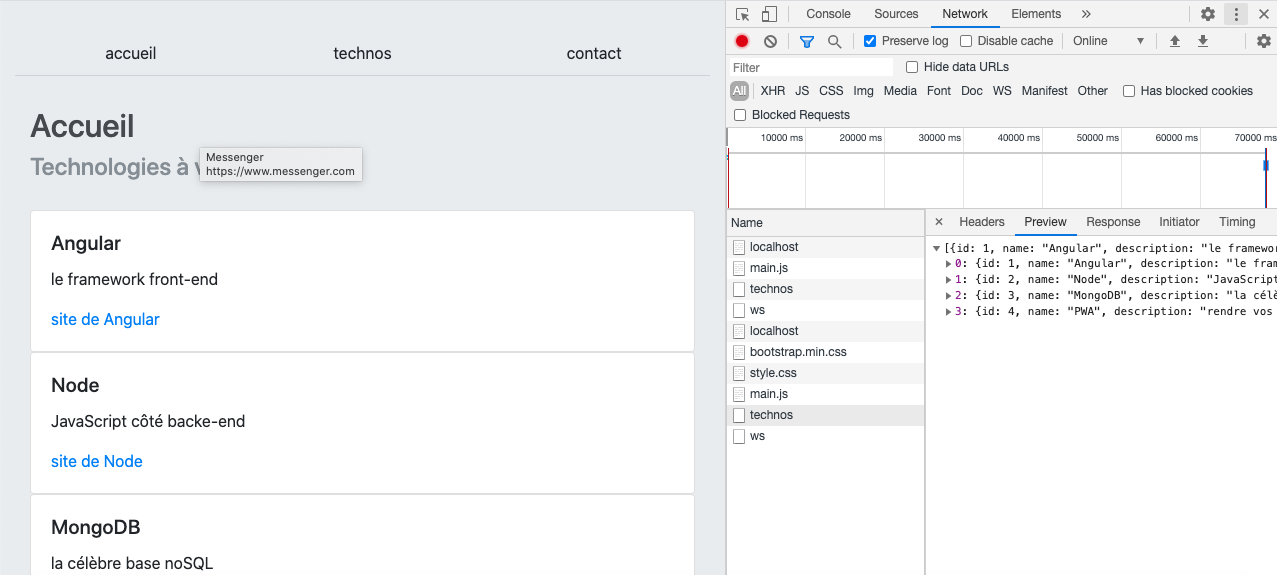 accueil technos contact
Accueil
Technologies à v
Messenger
https://www.messenger.com
Angular
le framework front-end
site de Angular
Node
JavaScript côté backe-end
site de Node
MongoDB
la célèbre base noSQL
Console Sources Network Elements »
Preserve log Disable cache Online
Filter Hide data URLs
All XHR JS CSS Img Media Font Doc WS Manifest Other Has blocked cookies
Blocked Requests
10000 ms 20000 ms 30000 ms 40000 ms 50000 ms 60000 ms 70000 ms
Name
localhost
main.js
technos
ws
localhost
bootstrap.min.css
style.css
main.js
technos
ws
× Headers Preview Response Initiator Timing
[{id: 1, name: "Angular", description: "le framewor
0: {id: 1, name: "Angular", description: "le fram
1: {id: 2, name: "Node", description: "JavaScript
2: {id: 3, name: "MongoDB", description: "la célè
3: {id: 4, name: "PWA", description: "rendre vos